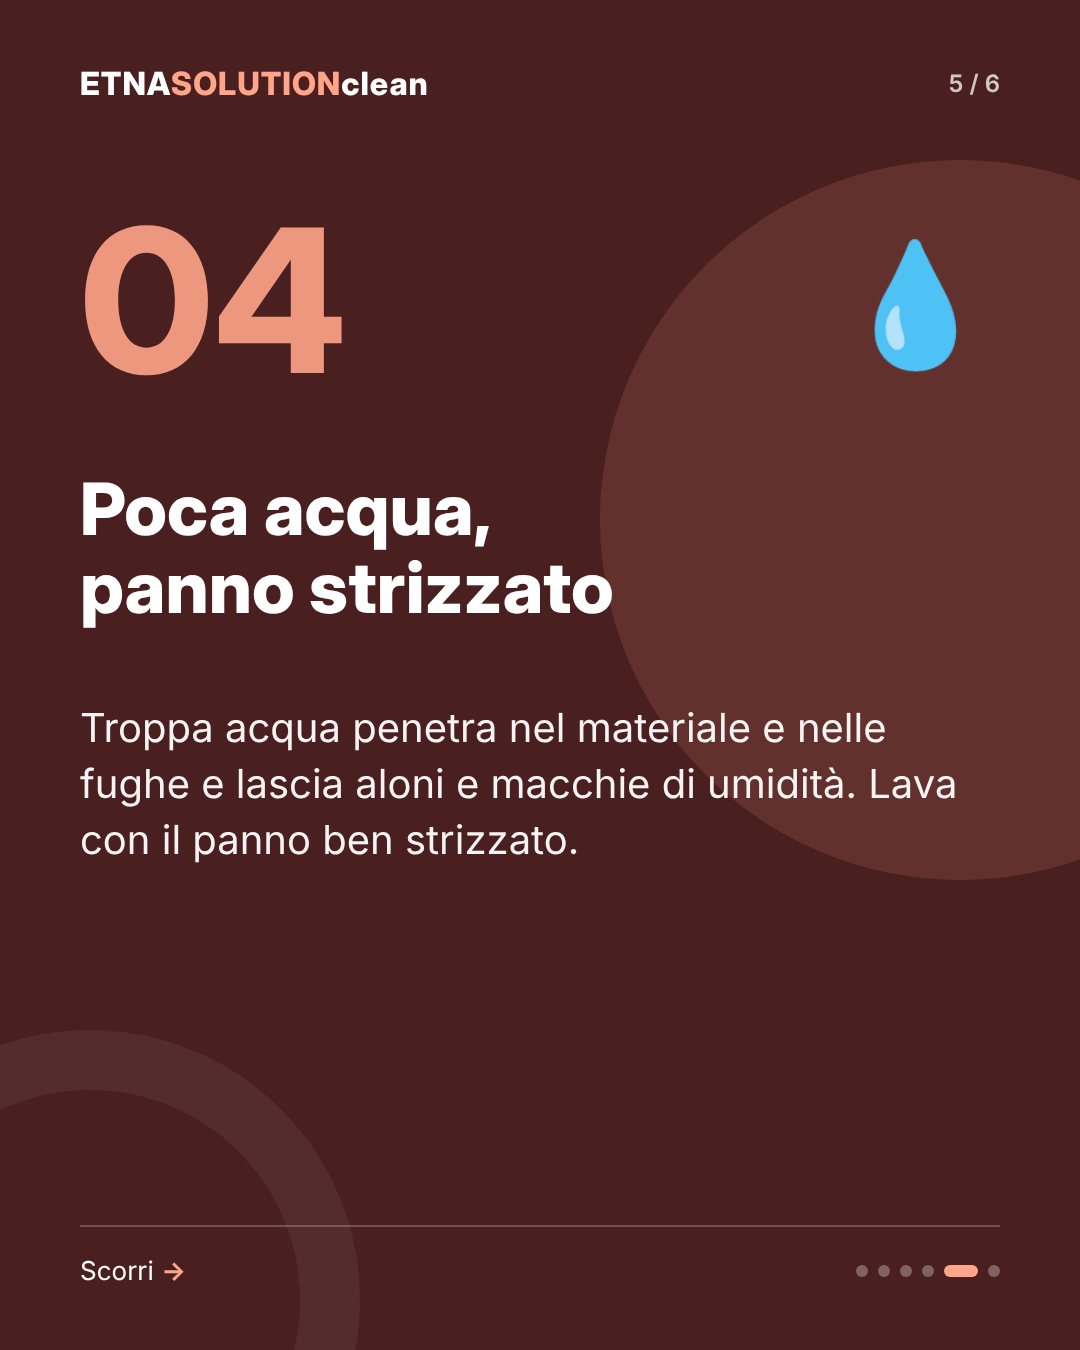 ETNASOLUTIONclean
5 / 6
04
Poca acqua,
panno strizzato
Troppa acqua penetra nel materiale e nelle
fughe e lascia aloni e macchie di umidità. Lava
con il panno ben strizzato.
Scorri →